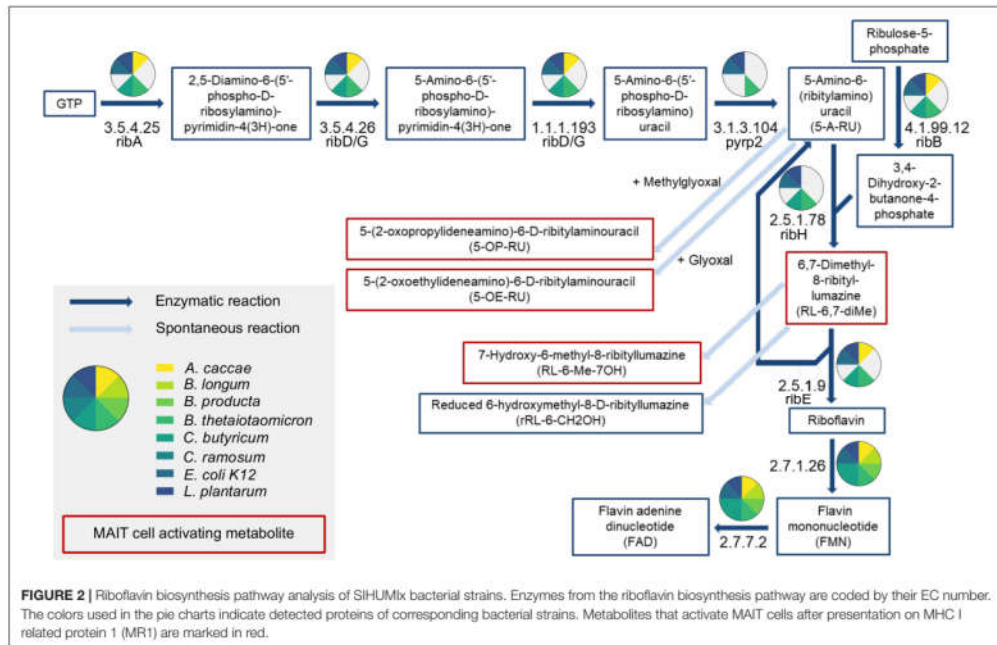 GTP
3.5.4.25
ribA
2,5-Diamino-6-(5'-
phospho-D-
ribosylamino)-
pyrimidin-4(3H)-one
3.5.4.26
ribD/G
5-Amino-6-(5'-
phospho-D-
ribosylamino)-
pyrimidin-4(3H)-one
1.1.1.193
ribD/G
5-Amino-6-(5'-
phospho-D-
ribosylamino)
uracil
3.1.3.104
pyrp2
5-Amino-6-
(ribitylamino)
uracil
(5-A-RU)
Ribulose-5-
phosphate
4.1.99.12
ribB
3,4-
Dihydroxy-2-
butanone-4-
phosphate
+ Methylglyoxal
2.5.1.78
ribH
5-(2-oxopropylideneamino)-6-D-ribitylaminouracil
(5-OP-RU)
+ Glyoxal
5-(2-oxoethylideneamino)-6-D-ribitylaminouracil
(5-OE-RU)
6,7-Dimethyl-
8-ribityl-
lumazine
(RL-6,7-diMe)
Enzymatic reaction
Spontaneous reaction
A. caccae
B. longum
B. producta
B. thetaiotaomicron
C. butyricum
C. ramosum
E. coli K12
L. plantarum
MAIT cell activating metabolite
7-Hydroxy-6-methyl-8-ribityllumazine
(RL-6-Me-7OH)
Reduced 6-hydroxymethyl-8-D-ribityllumazine
(rRL-6-CH2OH)
2.5.1.9
ribE
Riboflavin
2.7.1.26
Flavin
mononucleotide
(FMN)
2.7.7.2
Flavin adenine
dinucleotide
(FAD)
FIGURE 2 | Riboflavin biosynthesis pathway analysis of SIHUMIx bacterial strains. Enzymes from the riboflavin biosynthesis pathway are coded by their EC number.
The colors used in the pie charts indicate detected proteins of corresponding bacterial strains. Metabolites that activate MAIT cells after presentation on MHC I
related protein 1 (MR1) are marked in red.